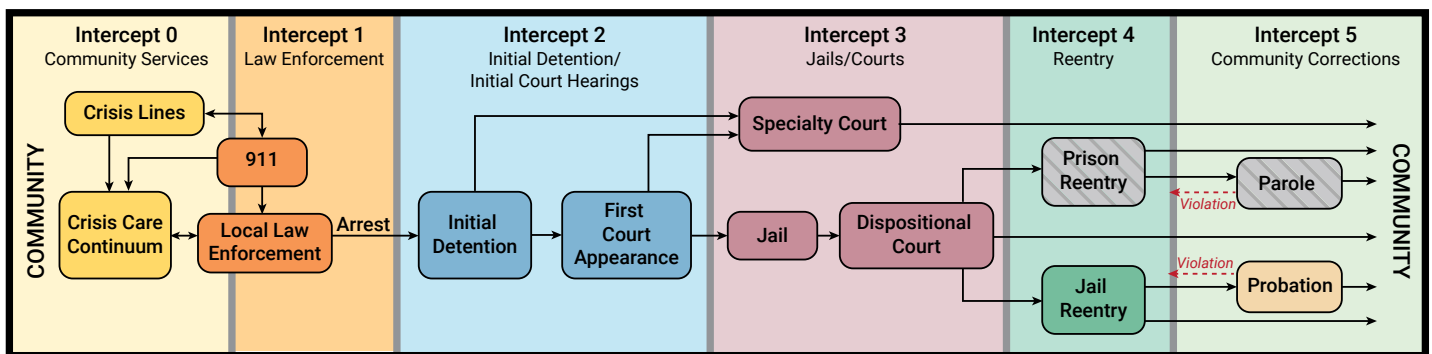 Intercept 0
Community Services
Intercept 1
Law Enforcement
Intercept 2
Initial Detention/
Initial Court Hearings
Intercept 3
Jails/Courts
Intercept 4
Reentry
Intercept 5
Community Corrections
COMMUNITY
Crisis Lines
911
Crisis Care
Continuum
Local Law
Enforcement
Arrest
Initial
Detention
First
Court
Appearance
Specialty Court
Jail
Dispositional
Court
Prison
Reentry
Jail
Reentry
Violation
Parole
Violation
Probation
COMMUNITY